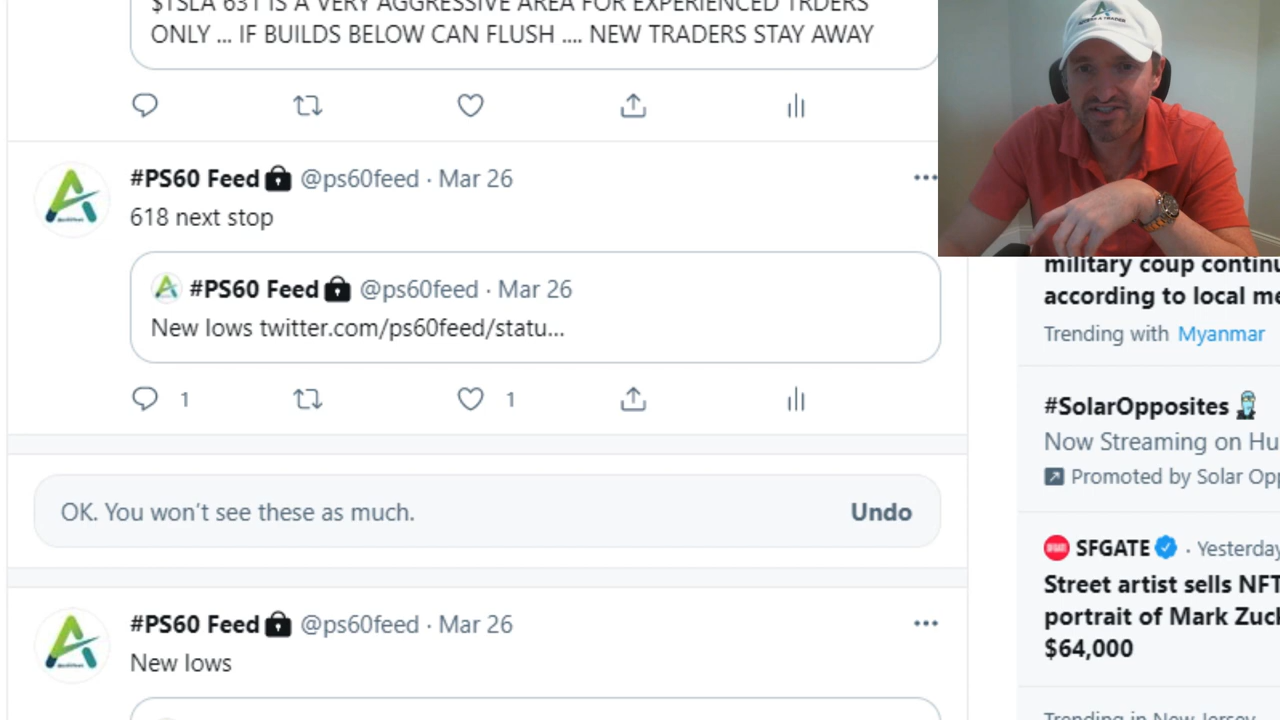 $TSLA 631 IS A VERY AGGRESSIVE AREA FOR EXPERIENCED TRDERS
ONLY ... IF BUILDS BELOW CAN FLUSH .... NEW TRADERS STAY AWAY
#PS60 Feed @ps60feed · Mar 26
618 next stop
#PS60 Feed @ps60feed · Mar 26
New lows twitter.com/ps60feed/statu...
1
1
OK. You won't see these as much.
Undo
#PS60 Feed @ps60feed · Mar 26
New lows
military coup continu
according to local me
Trending with Myanmar
#SolarOpposites
Now Streaming on Hu
Promoted by Solar Opp
SFGATE · Yesterday
Street artist sells NFT
portrait of Mark Zuck
$64,000
Trending in New Jersey